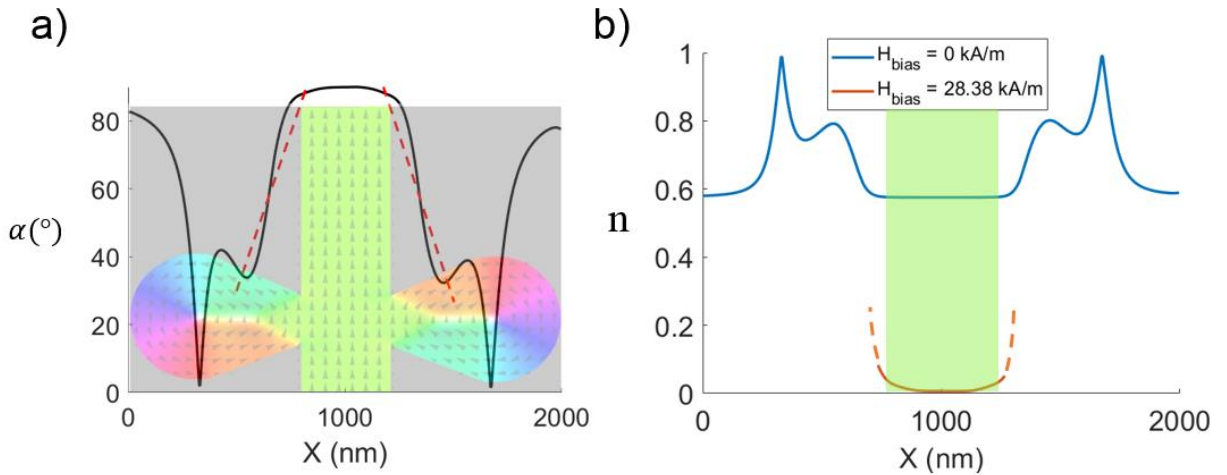 a)
80
60
40
20
0
α(°)
0
1000
2000
X (nm)
b)
H_bias = 0 kA/m
H_bias = 28.38 kA/m
1
0.8
0.6
0.4
0.2
0
n
0
1000
2000
X (nm)